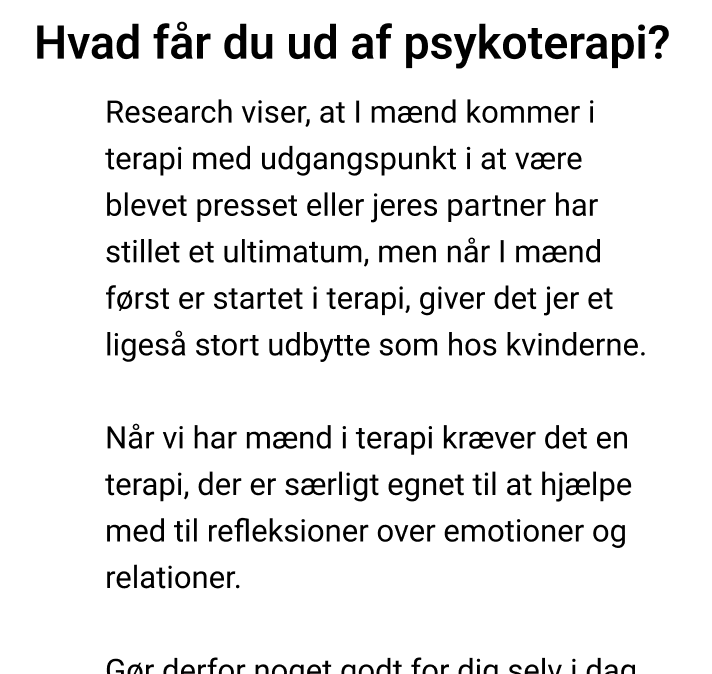 Hvad får du ud af psykoterapi?
Research viser, at I mænd kommer i
terapi med udgangspunkt i at være
blevet presset eller jeres partner har
stillet et ultimatum, men når I mænd
først er startet i terapi, giver det jer et
ligeså stort udbytte som hos kvinderne.
Når vi har mænd i terapi kræver det en
terapi, der er særligt egnet til at hjælpe
med til refleksioner over emotioner og
relationer.
Gør derfor noget godt for dig selv i dag